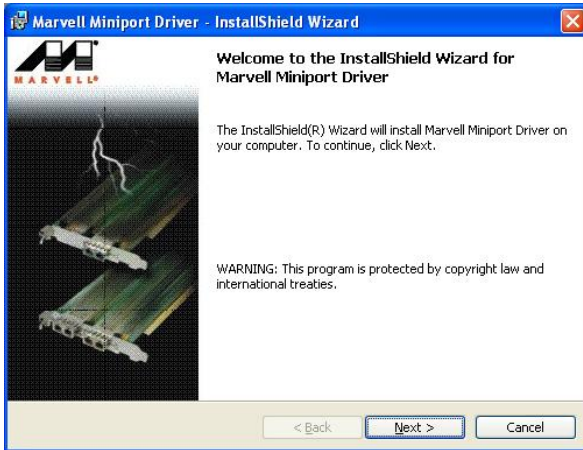 Marvell Miniport Driver - InstallShield Wizard
MARVELL®
Welcome to the InstallShield Wizard for
Marvell Miniport Driver
The InstallShield(R) Wizard will install Marvell Miniport Driver on
your computer. To continue, click Next.
WARNING: This program is protected by copyright law and
international treaties.
< Back
Next >
Cancel